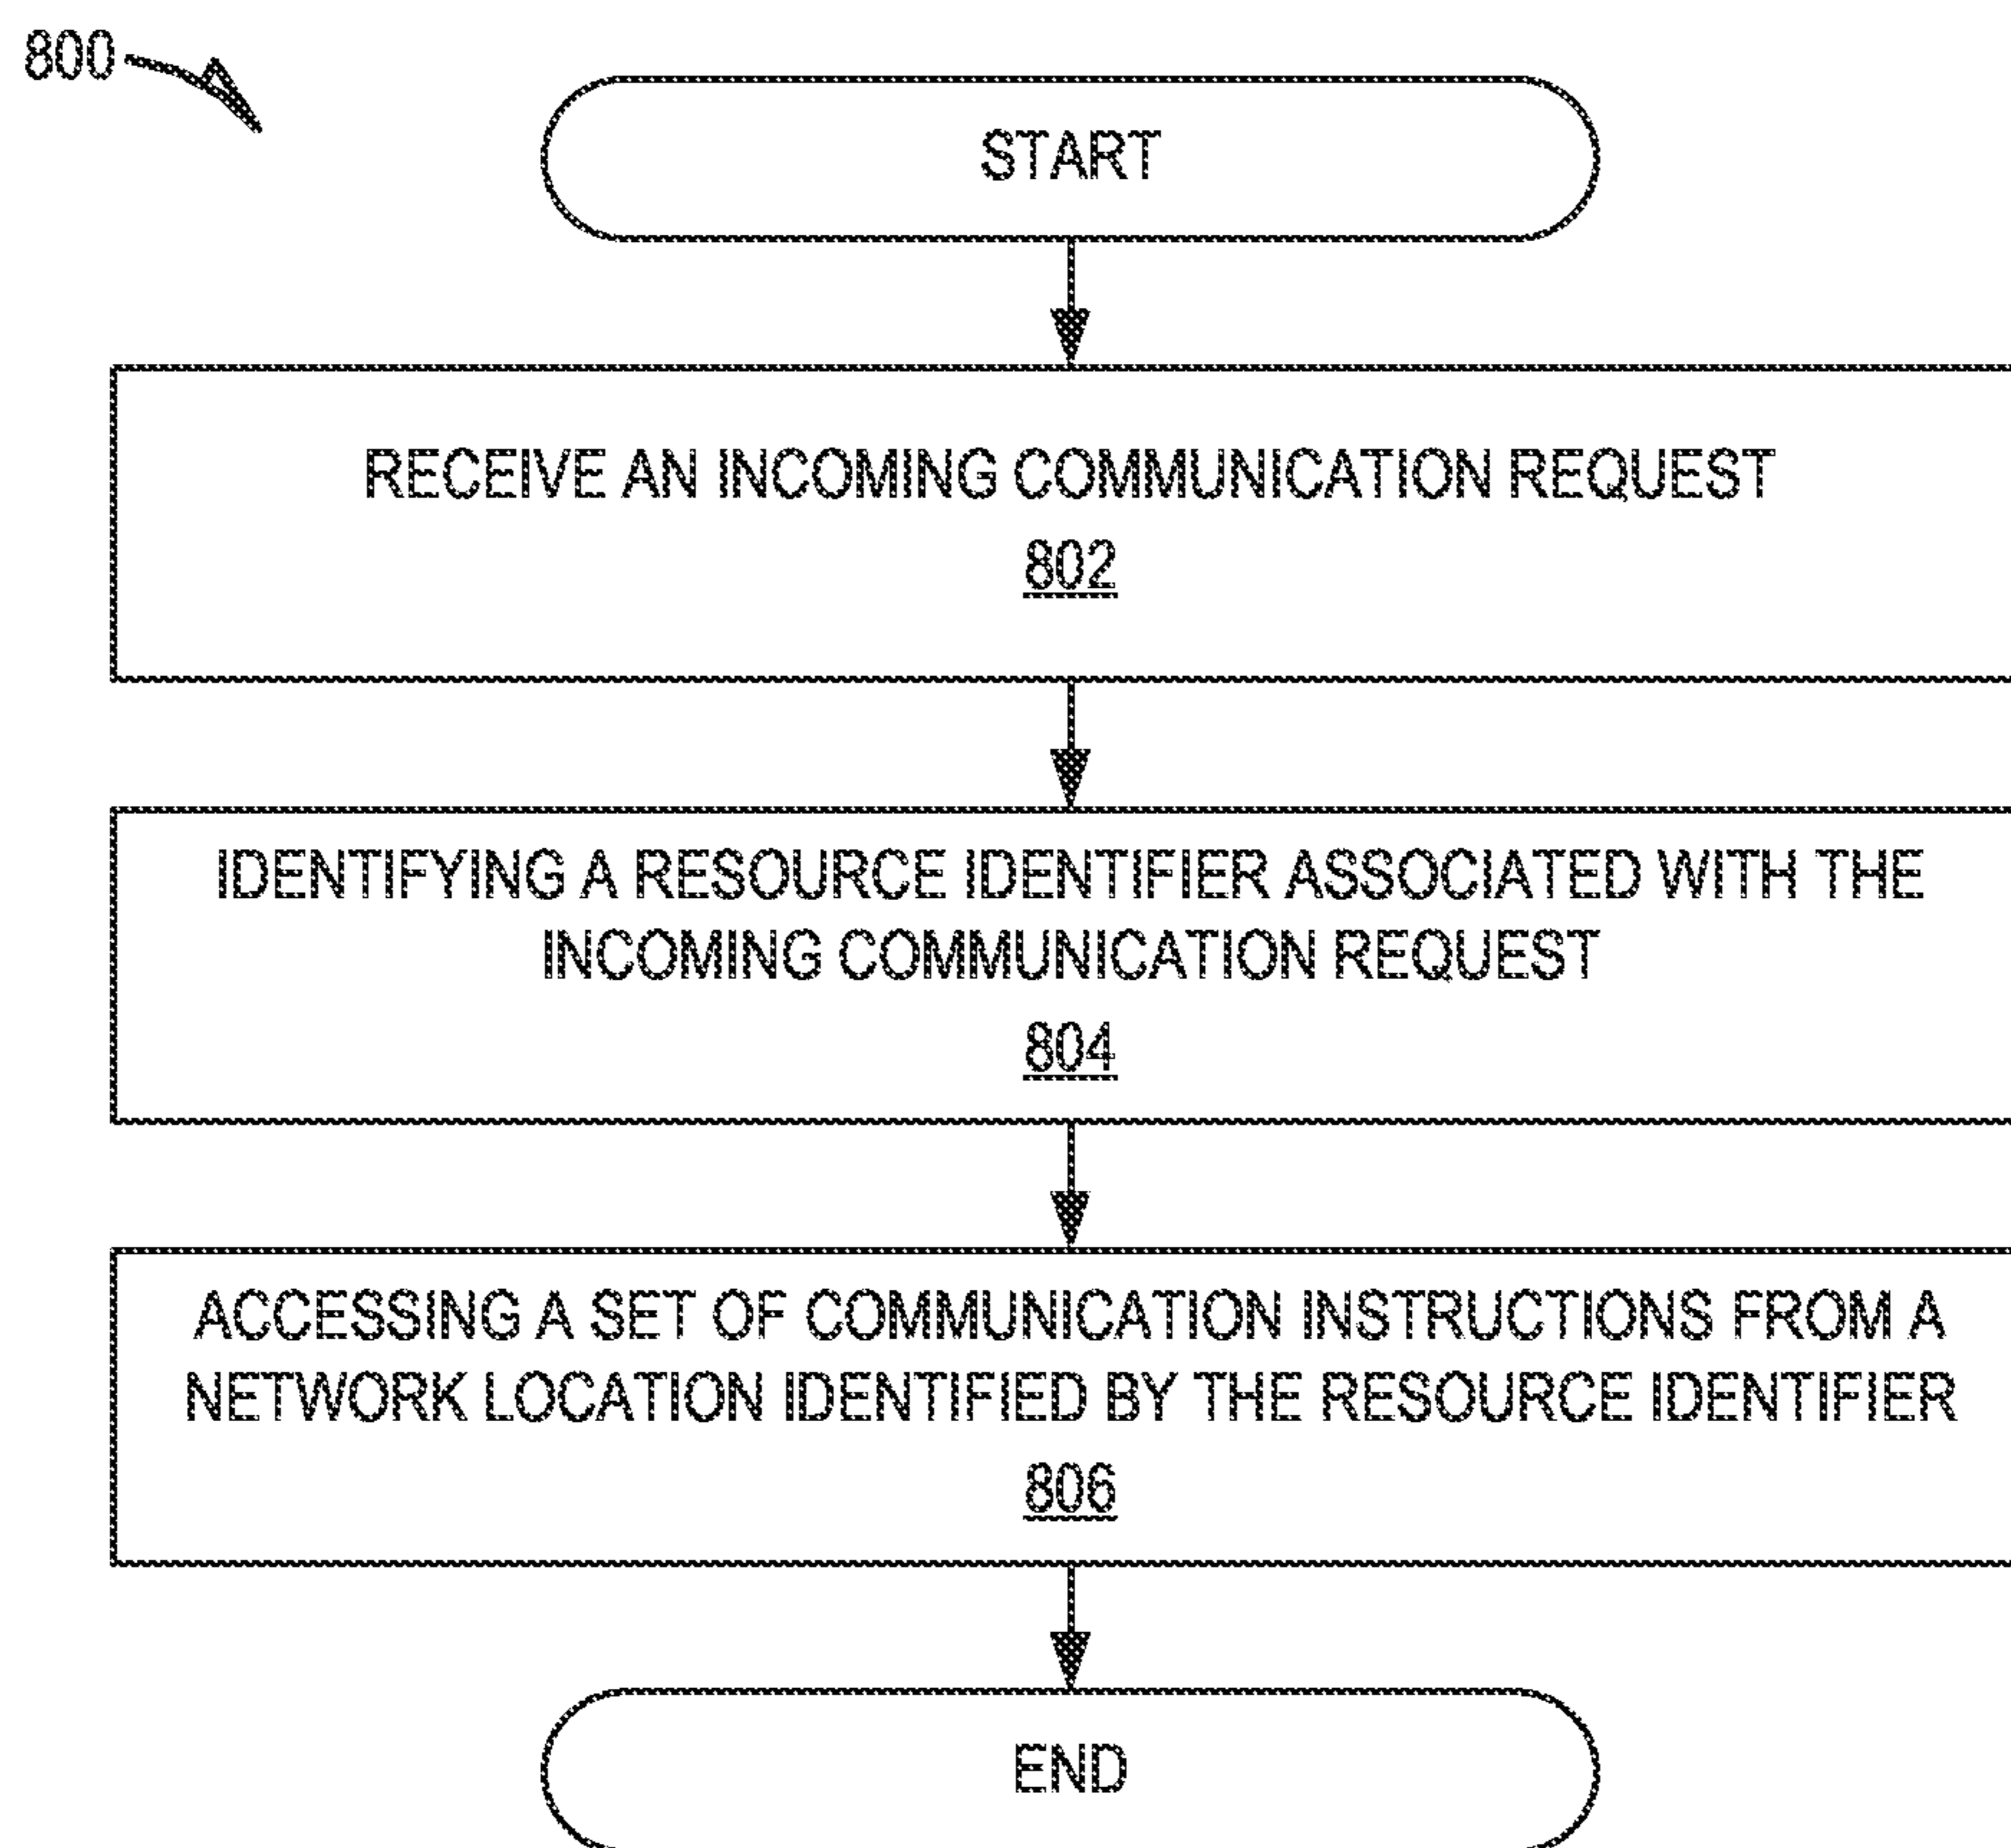 800
START
RECEIVE AN INCOMING COMMUNICATION REQUEST
802
IDENTIFYING A RESOURCE IDENTIFIER ASSOCIATED WITH THE
INCOMING COMMUNICATION REQUEST
804
ACCESSING A SET OF COMMUNICATION INSTRUCTIONS FROM A
NETWORK LOCATION IDENTIFIED BY THE RESOURCE IDENTIFIER
806
END